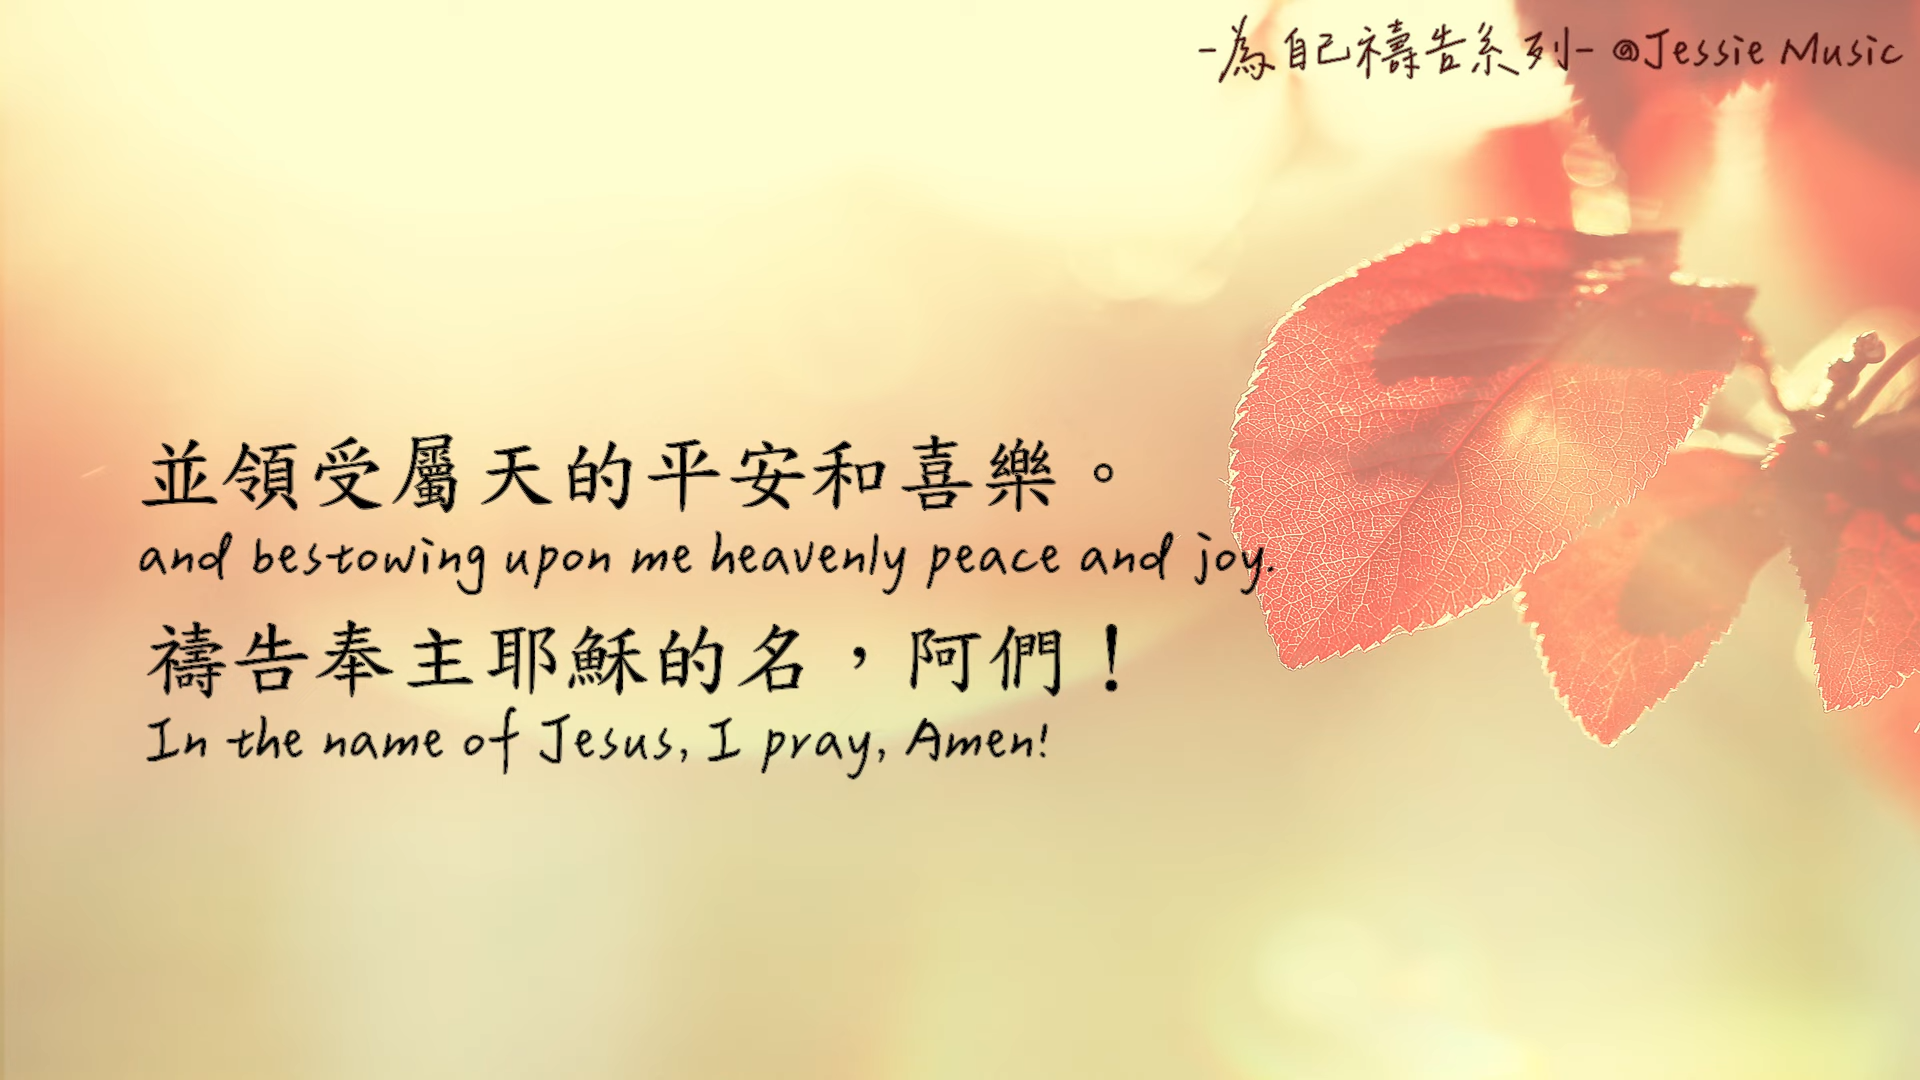 -為自己禱告系列- @Jessie Music
並領受屬天的平安和喜樂。
and bestowing upon me heavenly peace and joy.
禱告奉主耶穌的名，阿們！
In the name of Jesus, I pray, Amen!